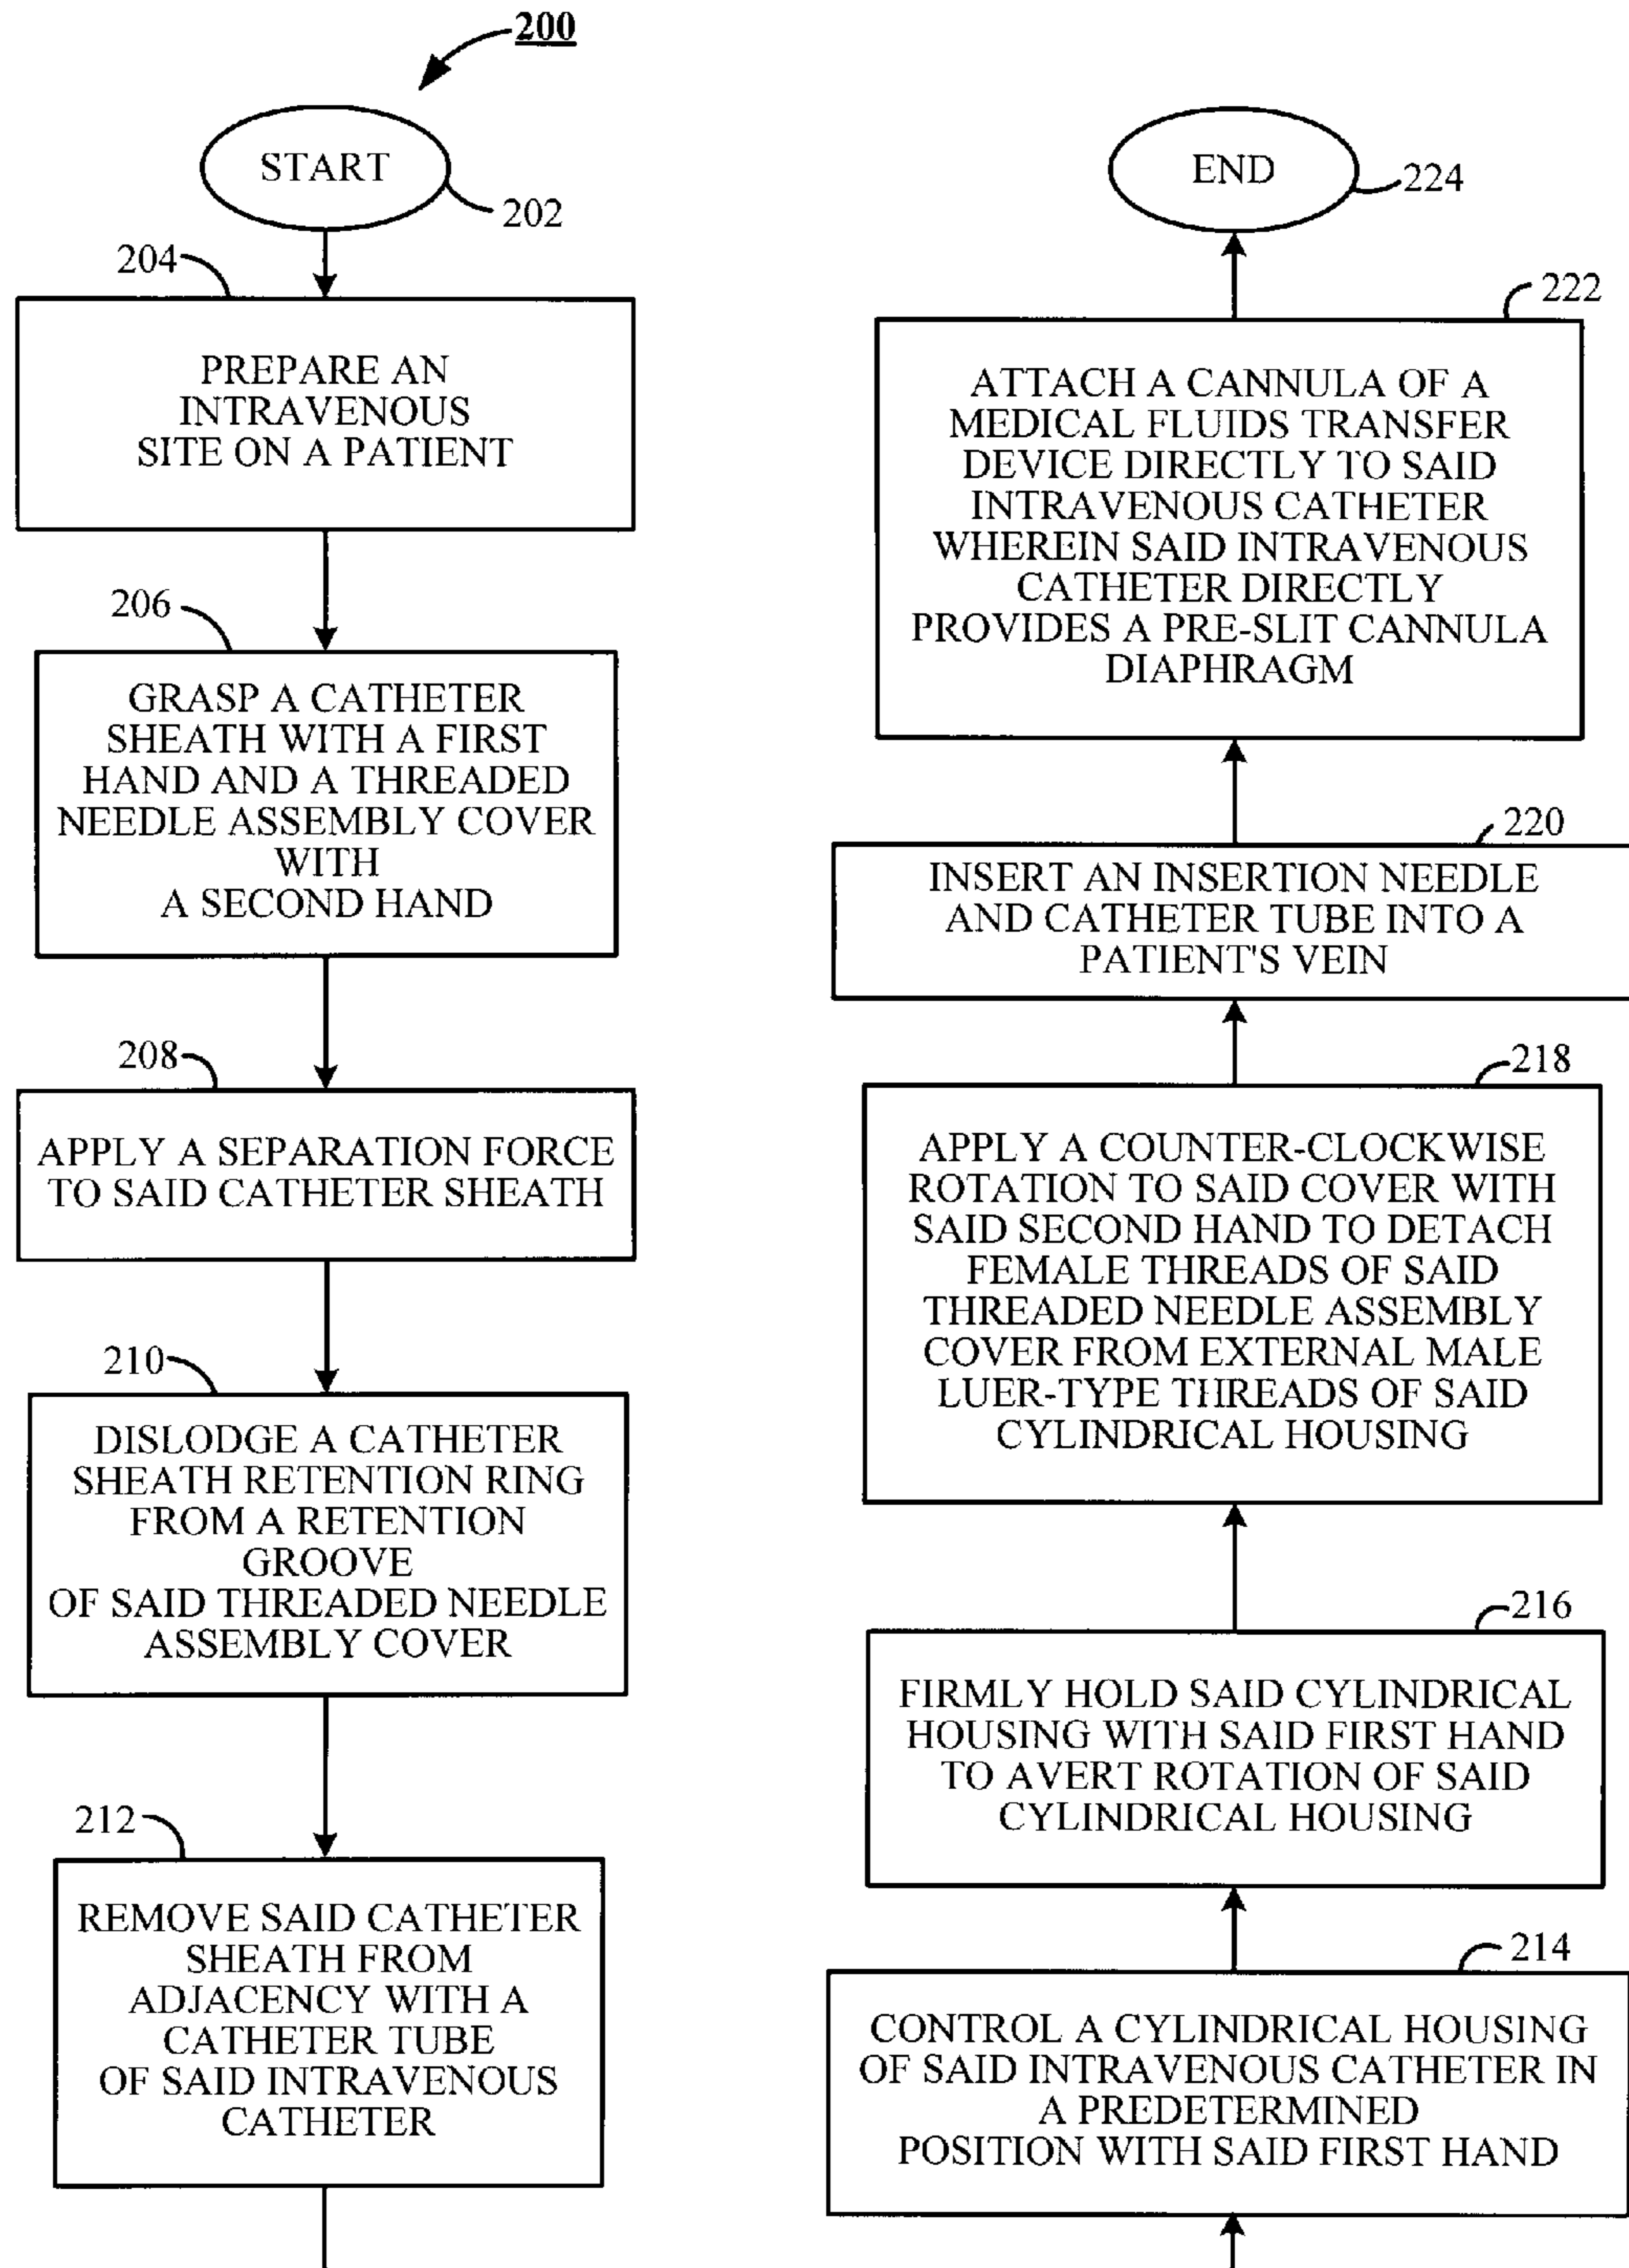 200
START
202
204
PREPARE AN
INTRAVENOUS
SITE ON A PATIENT
206
GRASP A CATHETER
SHEATH WITH A FIRST
HAND AND A THREADED
NEEDLE ASSEMBLY COVER
WITH
A SECOND HAND
208
APPLY A SEPARATION FORCE
TO SAID CATHETER SHEATH
210
DISLODGE A CATHETER
SHEATH RETENTION RING
FROM A RETENTION
GROOVE
OF SAID THREADED NEEDLE
ASSEMBLY COVER
212
REMOVE SAID CATHETER
SHEATH FROM
ADJACENCY WITH A
CATHETER TUBE
OF SAID INTRAVENOUS
CATHETER
214
CONTROL A CYLINDRICAL HOUSING
OF SAID INTRAVENOUS CATHETER IN
A PREDETERMINED
POSITION WITH SAID FIRST HAND
216
FIRMLY HOLD SAID CYLINDRICAL
HOUSING WITH SAID FIRST HAND
TO AVERT ROTATION OF SAID
CYLINDRICAL HOUSING
218
APPLY A COUNTER-CLOCKWISE
ROTATION TO SAID COVER WITH
SAID SECOND HAND TO DETACH
FEMALE THREADS OF SAID
THREADED NEEDLE ASSEMBLY
COVER FROM EXTERNAL MALE
LUER-TYPE THREADS OF SAID
CYLINDRICAL HOUSING
220
INSERT AN INSERTION NEEDLE
AND CATHETER TUBE INTO A
PATIENT'S VEIN
222
ATTACH A CANNULA OF A
MEDICAL FLUIDS TRANSFER
DEVICE DIRECTLY TO SAID
INTRAVENOUS CATHETER
WHEREIN SAID INTRAVENOUS
CATHETER DIRECTLY
PROVIDES A PRE-SLIT CANNULA
DIAPHRAGM
END
224